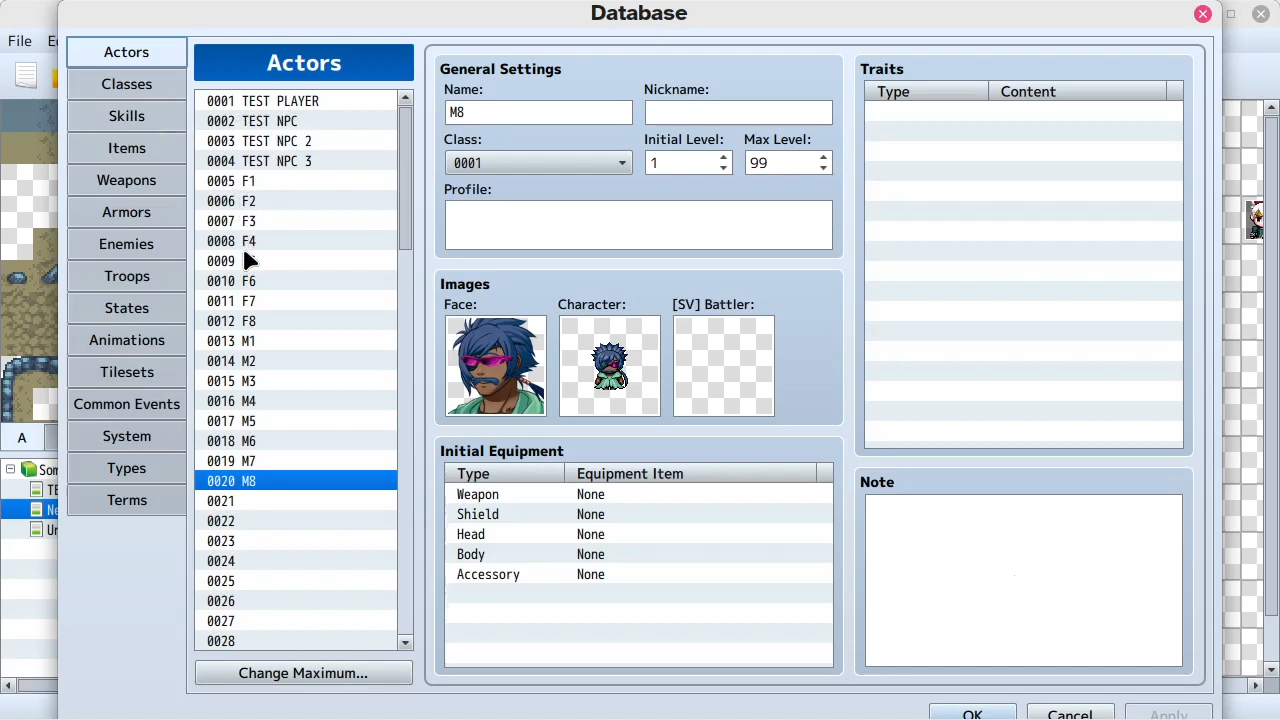 Database
File
Actors
Classes
Skills
Items
Weapons
Armors
Enemies
Troops
States
Animations
Tilesets
Common Events
System
Types
Terms
A
Actors
0001 TEST PLAYER
0002 TEST NPC
0003 TEST NPC 2
0004 TEST NPC 3
0005 F1
0006 F2
0007 F3
0008 F4
0009
0010 F6
0011 F7
0012 F8
0013 M1
0014 M2
0015 M3
0016 M4
0017 M5
0018 M6
0019 M7
0020 M8
0021
0022
0023
0024
0025
0026
0027
0028
Change Maximum...
General Settings
Name:
Nickname:
M8
Class:
Initial Level:
Max Level:
0001
1
99
Profile:
Images
Face:
Character:
[SV] Battler:
Initial Equipment
Type
Equipment Item
Weapon
None
Shield
None
Head
None
Body
None
Accessory
None
Traits
Type
Content
Note
OK
Cancel
Apply